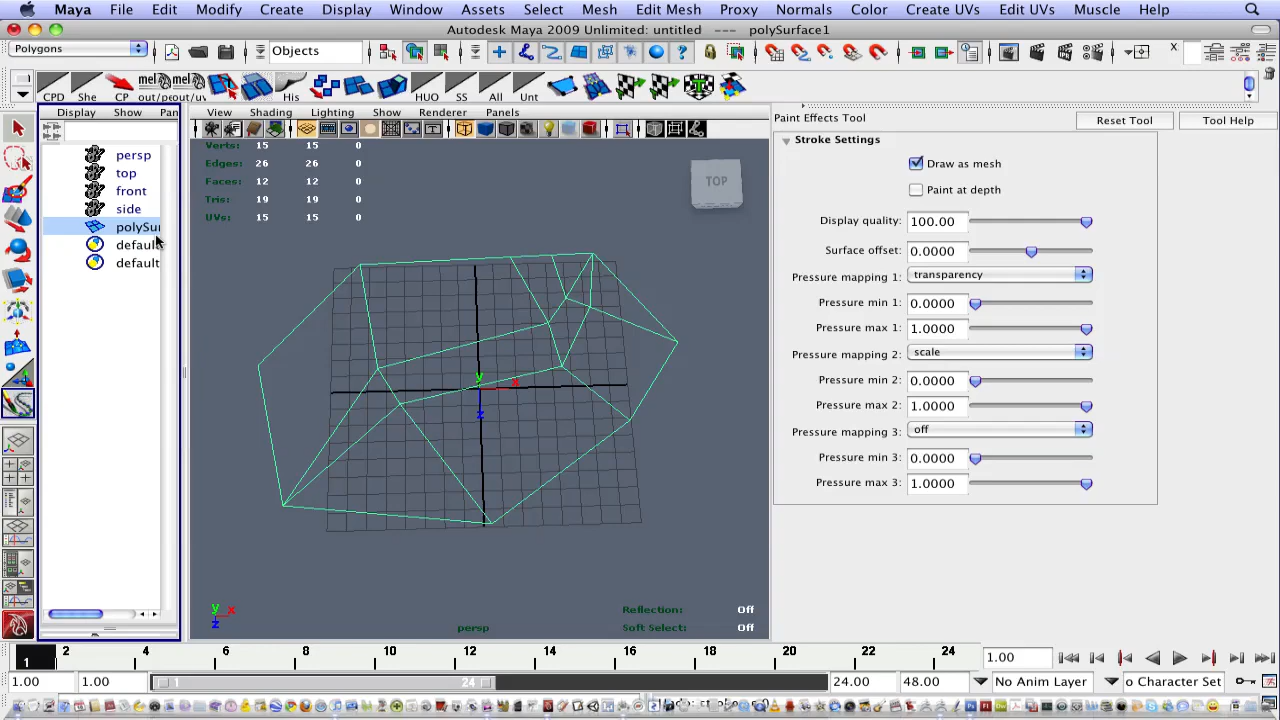 Maya File Edit Modify Create Display Window Assets Select Mesh Edit Mesh Proxy Normals Color Create UVs Edit UVs Muscle Help
Autodesk Maya 2009 Unlimited: untitled --- polySurface1
Polygons Objects X
mel mel
CPD She CP out/peout/uv His HUO SS All Unt
Display Show Pan View Shading Lighting Show Renderer Panels
Paint Effects Tool Reset Tool Tool Help
Stroke Settings
persp
top
front
side
polySur
default
default
Verts: 15 15 0
Edges: 26 26 0
Faces: 12 12 0
Tris: 19 19 0
UVs: 15 15 0
TOP
y
x
z
y
x
z
persp
Reflection: Off
Soft Select: Off
Draw as mesh
Paint at depth
Display quality: 100.00
Surface offset: 0.0000
Pressure mapping 1: transparency
Pressure min 1: 0.0000
Pressure max 1: 1.0000
Pressure mapping 2: scale
Pressure min 2: 0.0000
Pressure max 2: 1.0000
Pressure mapping 3: off
Pressure min 3: 0.0000
Pressure max 3: 1.0000
1 2 4 6 8 10 12 14 16 18 20 22 24 1.00
1.00 1.00 1 24 24.00 48.00 No Anim Layer o Character Set